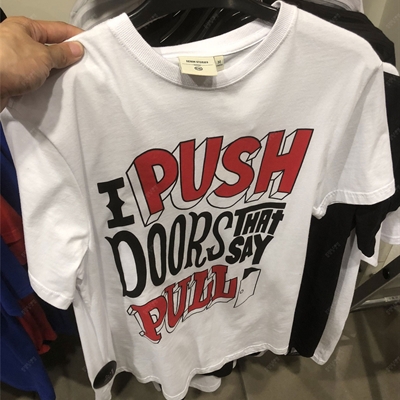 I PUSH
DOORS THAT
SAY
PULL